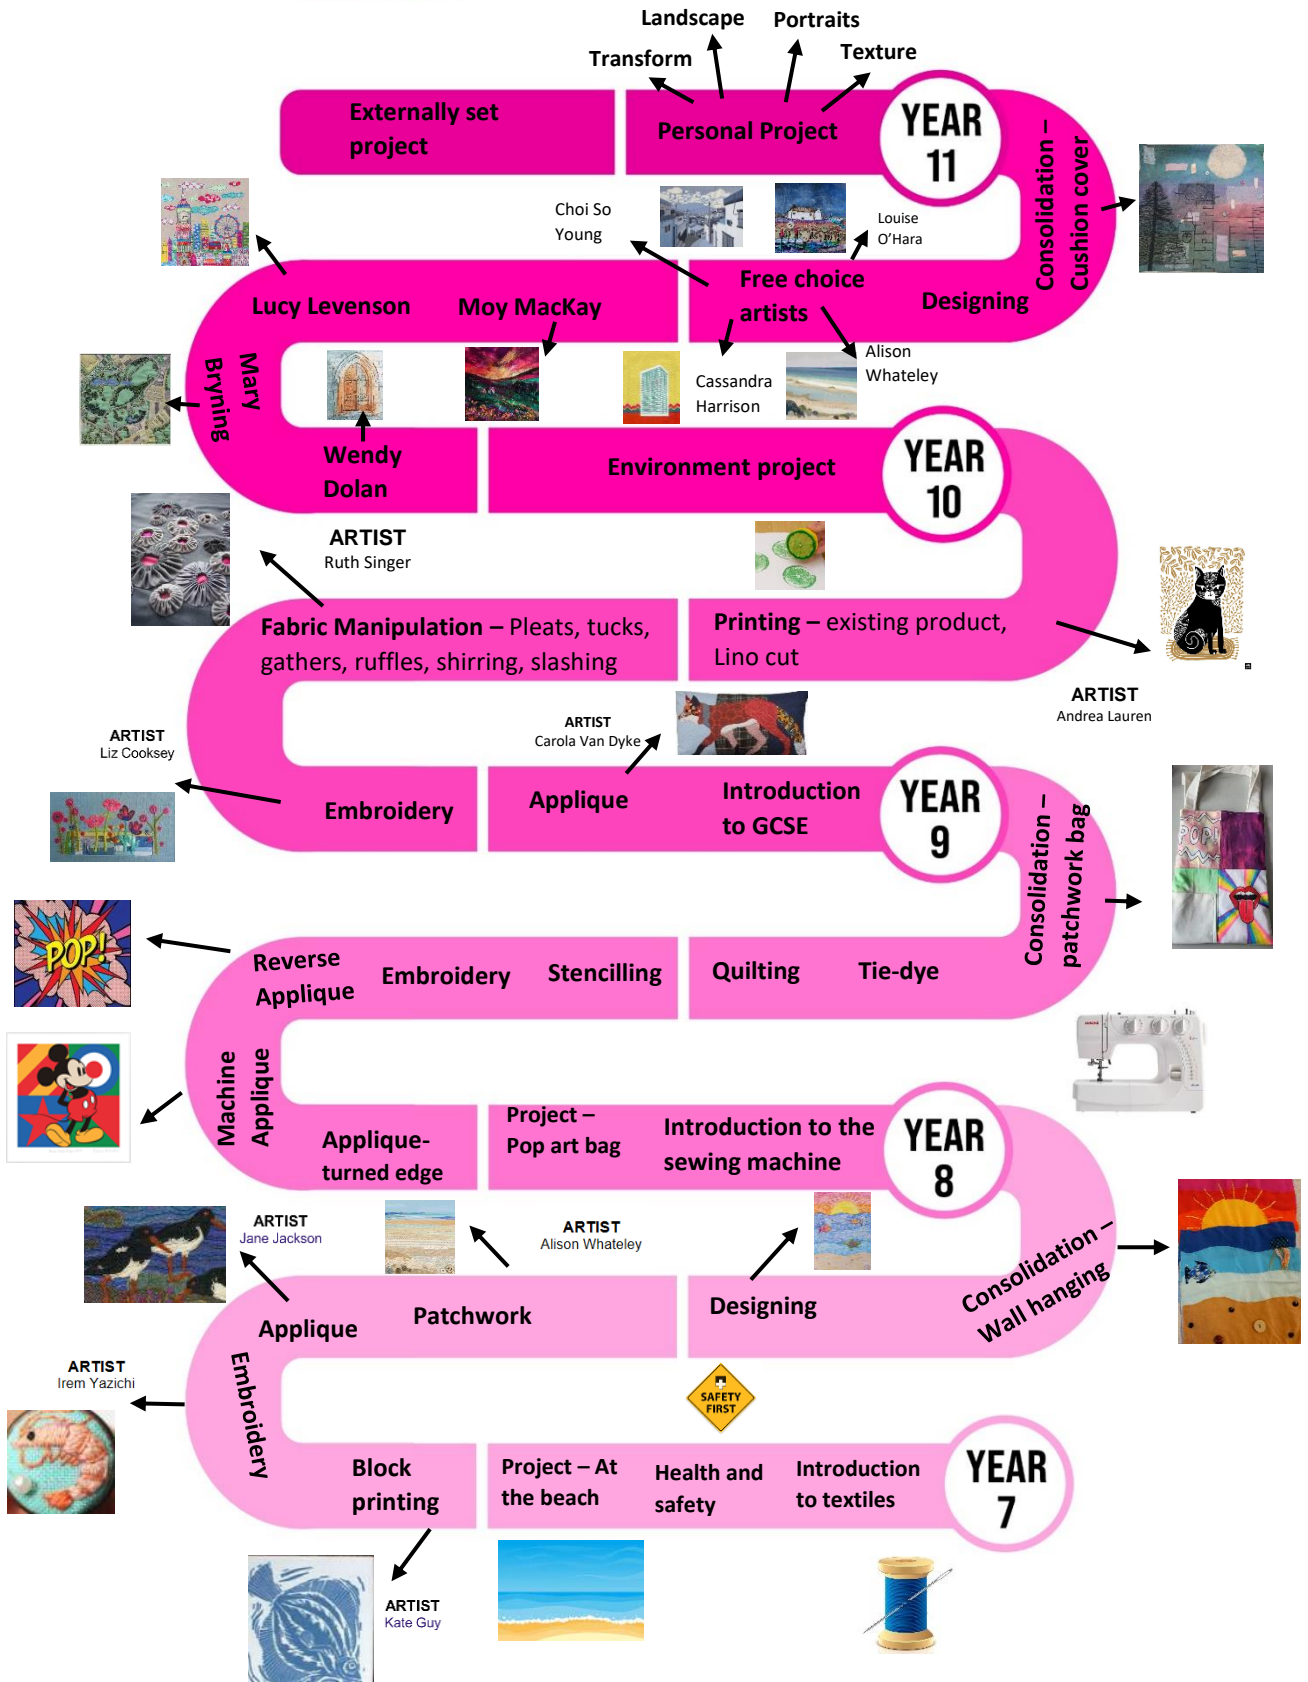 Landscape
Portraits
Transform
Texture
Externally set
project
Personal Project
YEAR
11
Consolidation –
Cushion cover
Choi So
Young
Louise
O'Hara
Lucy Levenson
Moy MacKay
Free choice
artists
Designing
Mary
Bryning
Cassandra
Harrison
Alison
Whateley
Wendy
Dolan
Environment project
YEAR
10
ARTIST
Ruth Singer
Fabric Manipulation – Pleats, tucks,
gathers, ruffles, shirring, slashing
Printing – existing product,
Lino cut
ARTIST
Andrea Lauren
ARTIST
Liz Cooksey
ARTIST
Carola Van Dyke
Embroidery
Applique
Introduction
to GCSE
YEAR
9
Consolidation –
patchwork bag
POP!
POP!
Reverse
Applique
Embroidery
Stencilling
Quilting
Tie-dye
Machine
Applique
Applique-
turned edge
Project –
Pop art bag
Introduction to the
sewing machine
YEAR
8
ARTIST
Jane Jackson
ARTIST
Alison Whateley
Consolidation –
Wall hanging
Applique
Patchwork
Designing
ARTIST
Irem Yazichi
Embroidery
SAFETY
FIRST
Block
printing
Project – At
the beach
Health and
safety
Introduction
to textiles
YEAR
7
ARTIST
Kate Guy